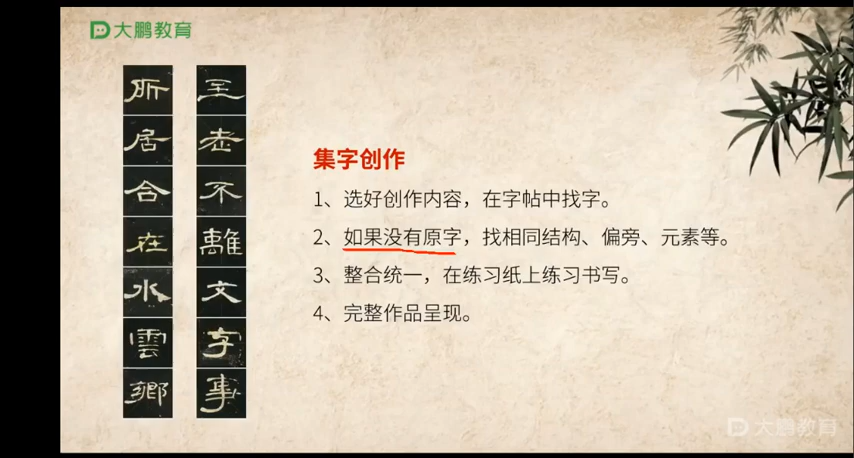 大鹏教育
至老不離文字事
所居合在水雲鄉
集字创作
1、选好创作内容，在字帖中找字。
2、如果没有原字，找相同结构、偏旁、元素等。
3、整合统一，在练习纸上练习书写。
4、完整作品呈现。
大鹏教育